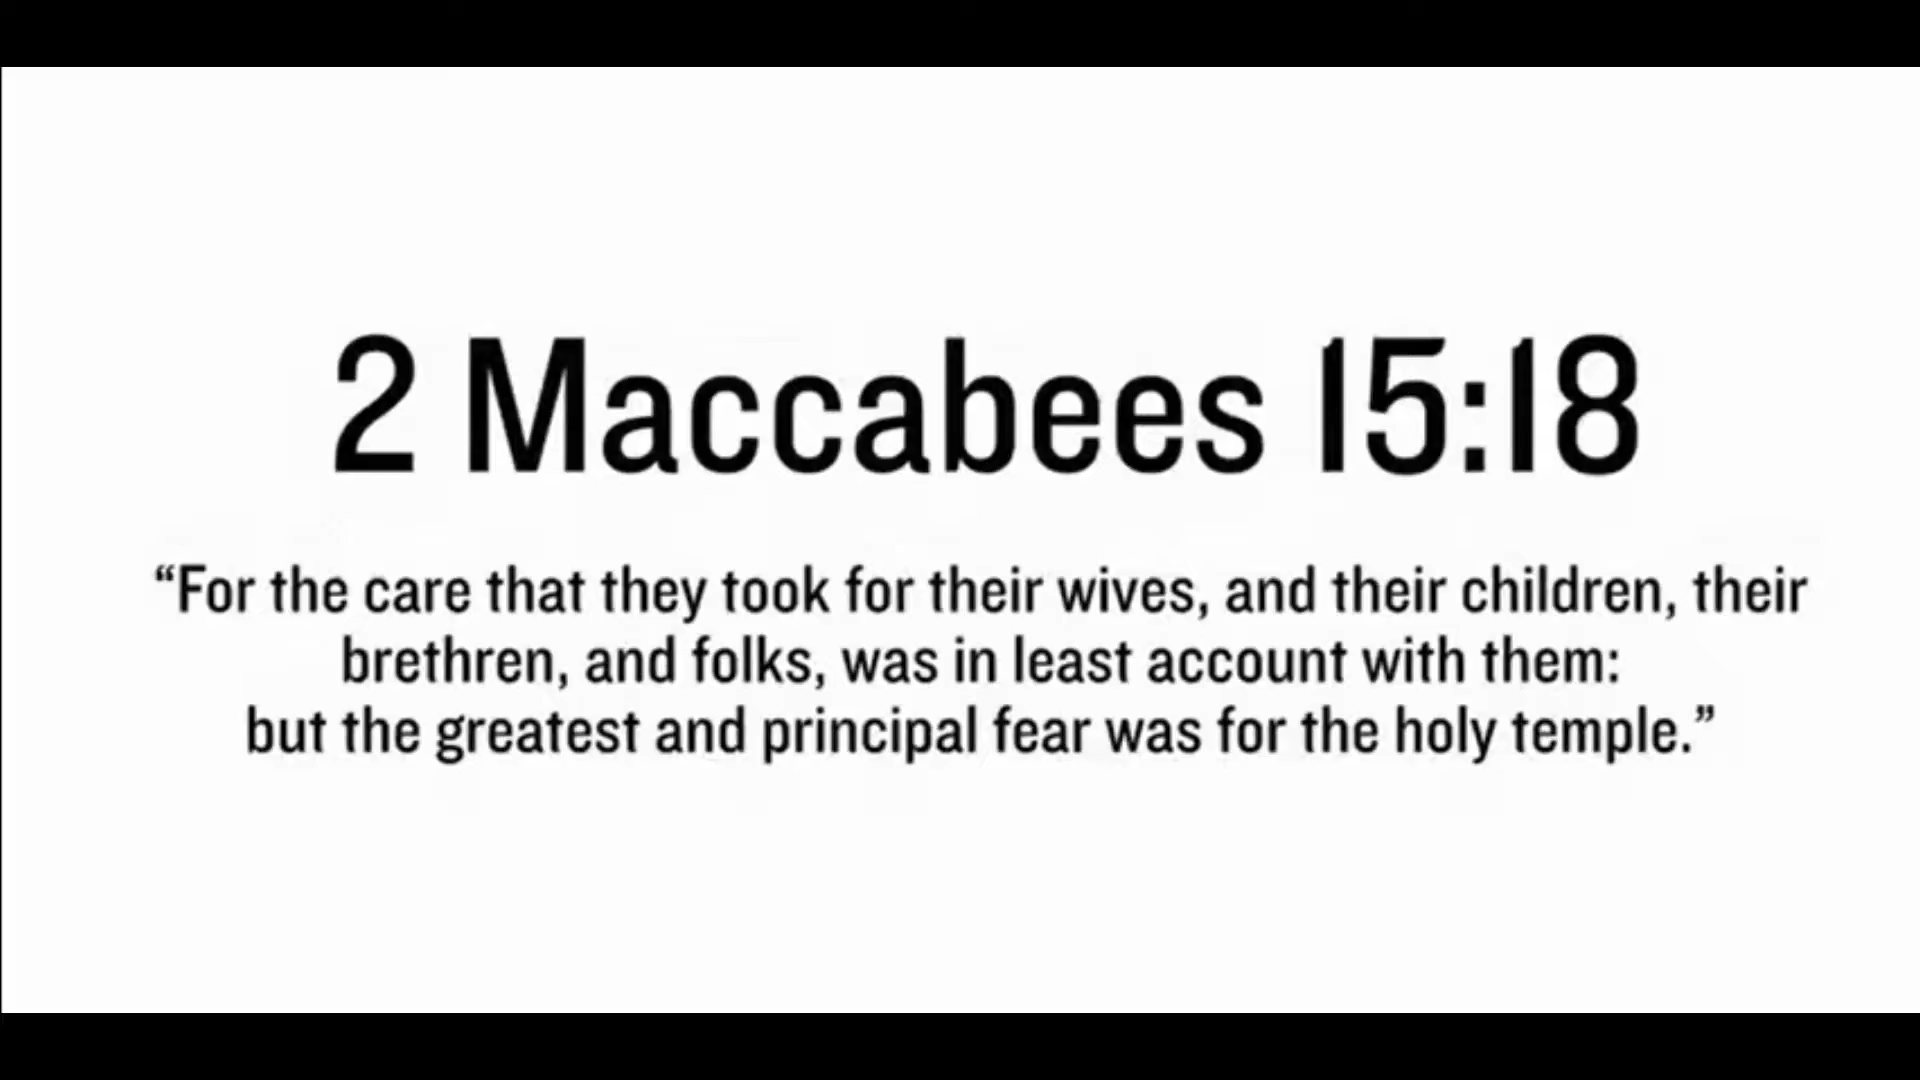 2 Maccabees 15:18
“For the care that they took for their wives, and their children, their
brethren, and folks, was in least account with them:
but the greatest and principal fear was for the holy temple.”